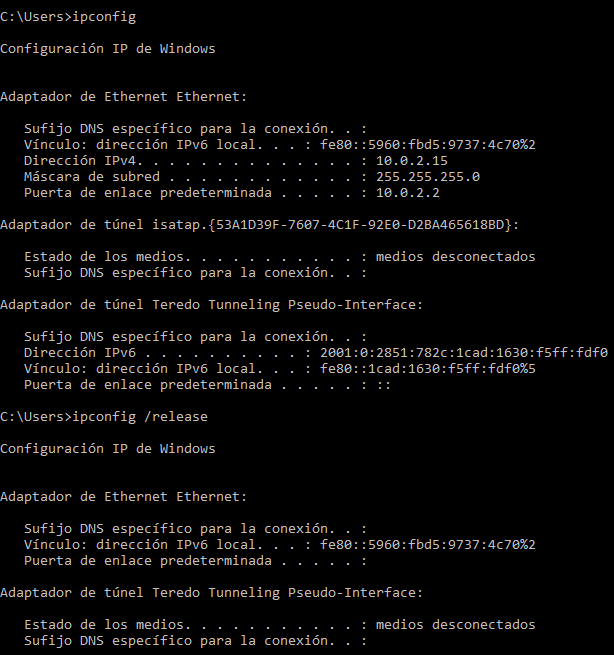 C:\Users>ipconfig
Configuración IP de Windows
Adaptador de Ethernet Ethernet:
Sufijo DNS específico para la conexión. . :
Vínculo: dirección IPv6 local. . . : fe80::5960:fbd5:9737:4c70%2
Dirección IPv4. . . . . . . . . . . . . . : 10.0.2.15
Máscara de subred . . . . . . . . . . . . : 255.255.255.0
Puerta de enlace predeterminada . . . . . : 10.0.2.2
Adaptador de túnel isatap.{53A1D39F-7607-4C1F-92E0-D2BA465618BD}:
Estado de los medios. . . . . . . . . . . : medios desconectados
Sufijo DNS específico para la conexión. . :
Adaptador de túnel Teredo Tunneling Pseudo-Interface:
Sufijo DNS específico para la conexión. . :
Dirección IPv6 . . . . . . . . . . : 2001:0:2851:782c:1cad:1630:f5ff:fdf0
Vínculo: dirección IPv6 local. . . : fe80::1cad:1630:f5ff:fdf0%5
Puerta de enlace predeterminada . . . . . : ::
C:\Users>ipconfig /release
Configuración IP de Windows
Adaptador de Ethernet Ethernet:
Sufijo DNS específico para la conexión. . :
Vínculo: dirección IPv6 local. . . : fe80::5960:fbd5:9737:4c70%2
Puerta de enlace predeterminada . . . . . :
Adaptador de túnel Teredo Tunneling Pseudo-Interface:
Estado de los medios. . . . . . . . . . . : medios desconectados
Sufijo DNS específico para la conexión. . :